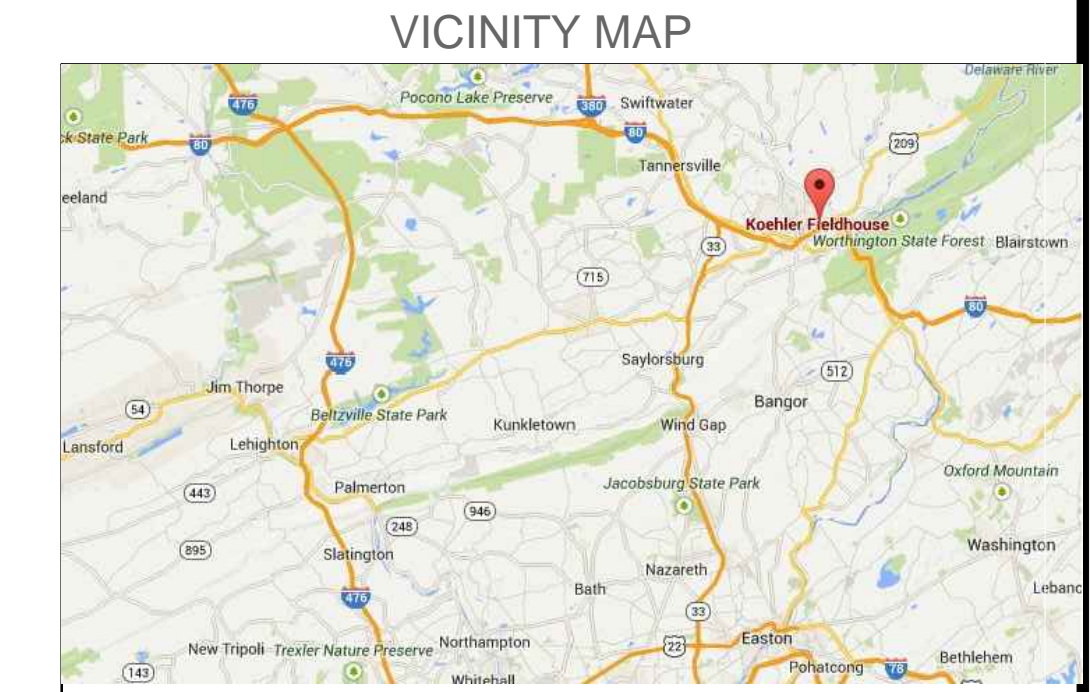 VICINITY MAP
Delaware River
476
Pocono Lake Preserve
380
Swiftwater
ck State Park
80
80
209
Tannersville
eeland
Koehler Fieldhouse
33
Worthington State Forest
Blairstown
715
80
Saylorsburg
476
512
Jim Thorpe
54
Beltzville State Park
Bangor
Kunkletown
Wind Gap
Lansford
Lehighton
Oxford Mountain
443
Palmerton
Jacobsburg State Park
946
248
895
Slatington
Washington
Nazareth
Bath
Lebanc
476
33
New Tripoli
Trexler Nature Preserve
Northampton
22
Easton
Bethlehem
143
Whitehall
Pohatcong
78